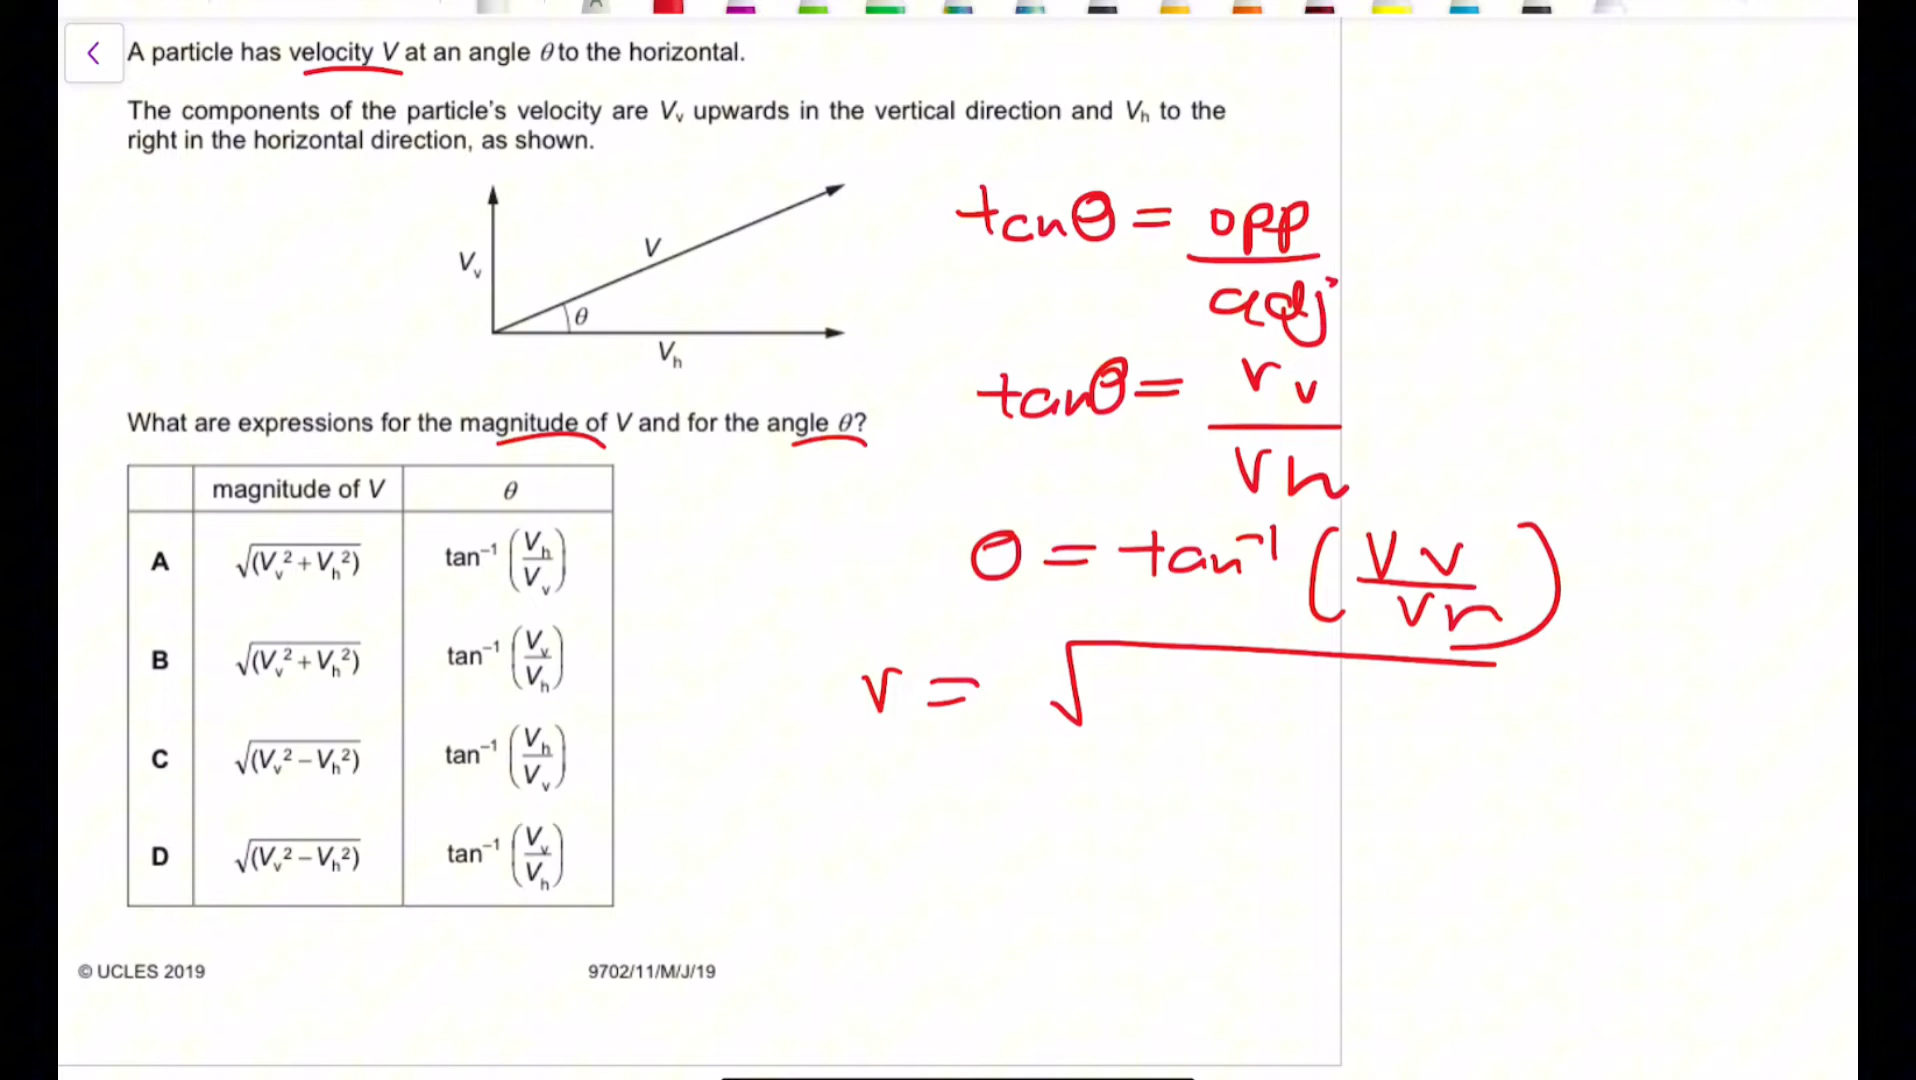 A particle has velocity V at an angle θ to the horizontal.
The components of the particle's velocity are Vᵥ upwards in the vertical direction and Vₕ to the
right in the horizontal direction, as shown.
Vᵥ
V
θ
Vₕ
What are expressions for the magnitude of V and for the angle θ?
magnitude of V θ
A √(Vᵥ² + Vₕ²) tan⁻¹ (Vₕ/Vᵥ)
B √(Vᵥ² + Vₕ²) tan⁻¹ (Vᵥ/Vₕ)
C √(Vᵥ² − Vₕ²) tan⁻¹ (Vₕ/Vᵥ)
D √(Vᵥ² − Vₕ²) tan⁻¹ (Vᵥ/Vₕ)
© UCLES 2019 9702/11/M/J/19
tanθ = opp/adj
tanθ = Vv/Vh
θ = tan⁻¹ (Vv/Vh)
v = √